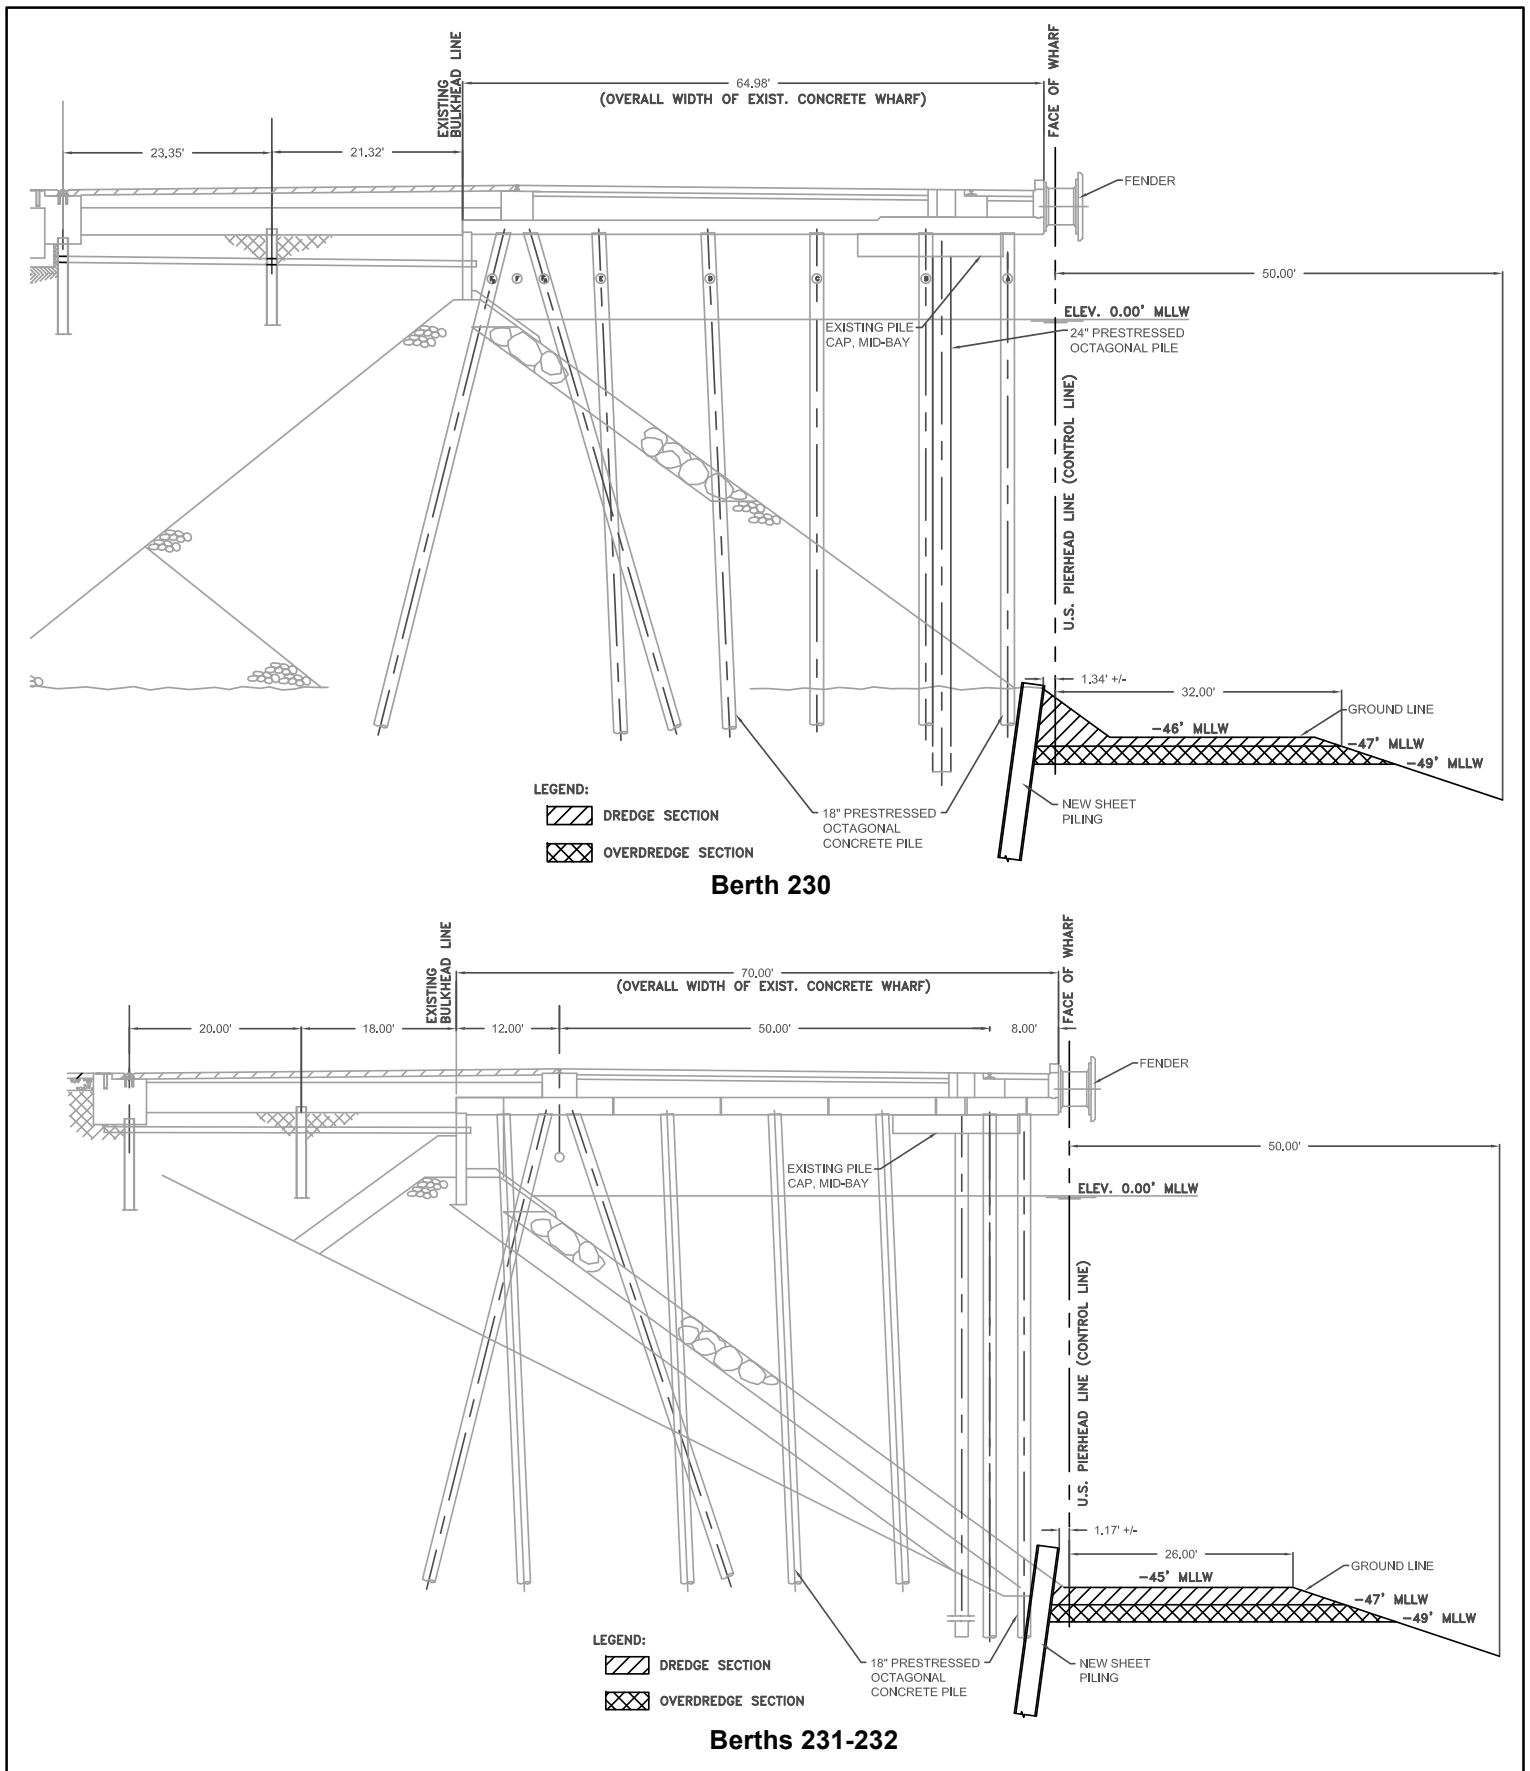 EXISTING
BULKHEAD LINE
64.98'
(OVERALL WIDTH OF EXIST. CONCRETE WHARF)
FACE OF WHARF
23.35'
21.32'
FENDER
50.00'
F
E
D
C
B
A
ELEV. 0.00' MLLW
EXISTING PILE
CAP, MID-BAY
24" PRESTRESSED
OCTAGONAL PILE
U.S. PIERHEAD LINE (CONTROL LINE)
1.34' +/-
32.00'
GROUND LINE
-46' MLLW
-47' MLLW
-49' MLLW
LEGEND:
DREDGE SECTION
OVERDREDGE SECTION
18" PRESTRESSED
OCTAGONAL
CONCRETE PILE
NEW SHEET
PILING
Berth 230
EXISTING
BULKHEAD LINE
70.00'
(OVERALL WIDTH OF EXIST. CONCRETE WHARF)
FACE OF WHARF
20.00'
18.00'
12.00'
50.00'
8.00'
FENDER
50.00'
EXISTING PILE
CAP, MID-BAY
ELEV. 0.00' MLLW
U.S. PIERHEAD LINE (CONTROL LINE)
1.17' +/-
26.00'
GROUND LINE
-45' MLLW
-47' MLLW
-49' MLLW
LEGEND:
DREDGE SECTION
OVERDREDGE SECTION
18" PRESTRESSED
OCTAGONAL
CONCRETE PILE
NEW SHEET
PILING
Berths 231-232